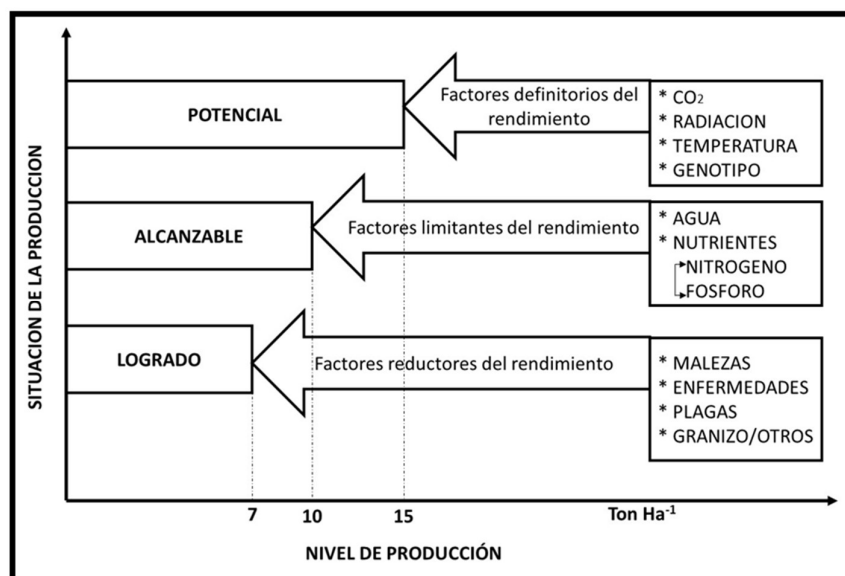 SITUACION DE LA PRODUCCION
POTENCIAL
Factores definitorios del
rendimiento
* CO₂
* RADIACION
* TEMPERATURA
* GENOTIPO
ALCANZABLE
Factores limitantes del rendimiento
* AGUA
* NUTRIENTES
NITROGENO
FOSFORO
LOGRADO
Factores reductores del rendimiento
* MALEZAS
* ENFERMEDADES
* PLAGAS
* GRANIZO/OTROS
7 10 15 Ton Ha⁻¹
NIVEL DE PRODUCCIÓN